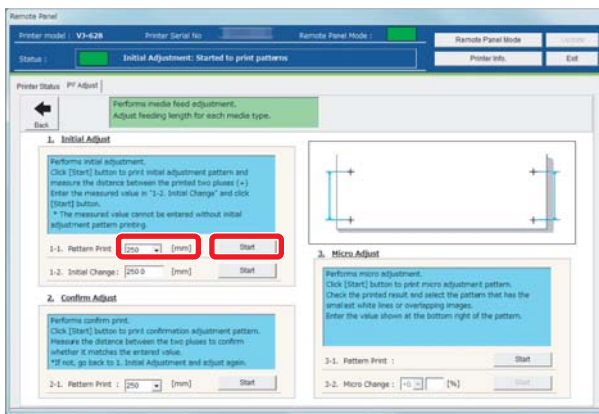 Remote Panel
Printer model : VJ-628 Printer Serial No Remote Panel Mode :
Remote Panel Mode Update
Status : Initial Adjustment: Started to print patterns
Printer Info. Exit
Printer Status PF Adjust
Back
Performs media feed adjustment.
Adjust feeding length for each media type.
1. Initial Adjust
Performs initial adjustment.
Click [Start] button to print initial adjustment pattern and
measure the distance between the printed two pluses (+)
Enter the measured value in "1-2. Initial Change" and click
[Start] button.
* The measured value cannot be entered without initial
adjustment pattern printing.
1-1. Pattern Print 250 [mm] Start
1-2. Initial Change : 250.0 [mm] Start
2. Confirm Adjust
Performs confirm print.
Click [Start] button to print confirmation adjustment pattern.
Measure the distance between the two pluses to confirm
whether it matches the entered value.
*If not, go back to 1. Initial Adjustment and adjust again.
2-1. Pattern Print : 250 [mm] Start
3. Micro Adjust
Performs micro adjustment.
Click [Start] button to print micro adjustment pattern.
Check the printed result and select the pattern that has the
smallest white lines or overlapping images.
Enter the value shown at the bottom right of the pattern.
3-1. Pattern Print : Start
3-2. Micro Change : +0. [%] Start